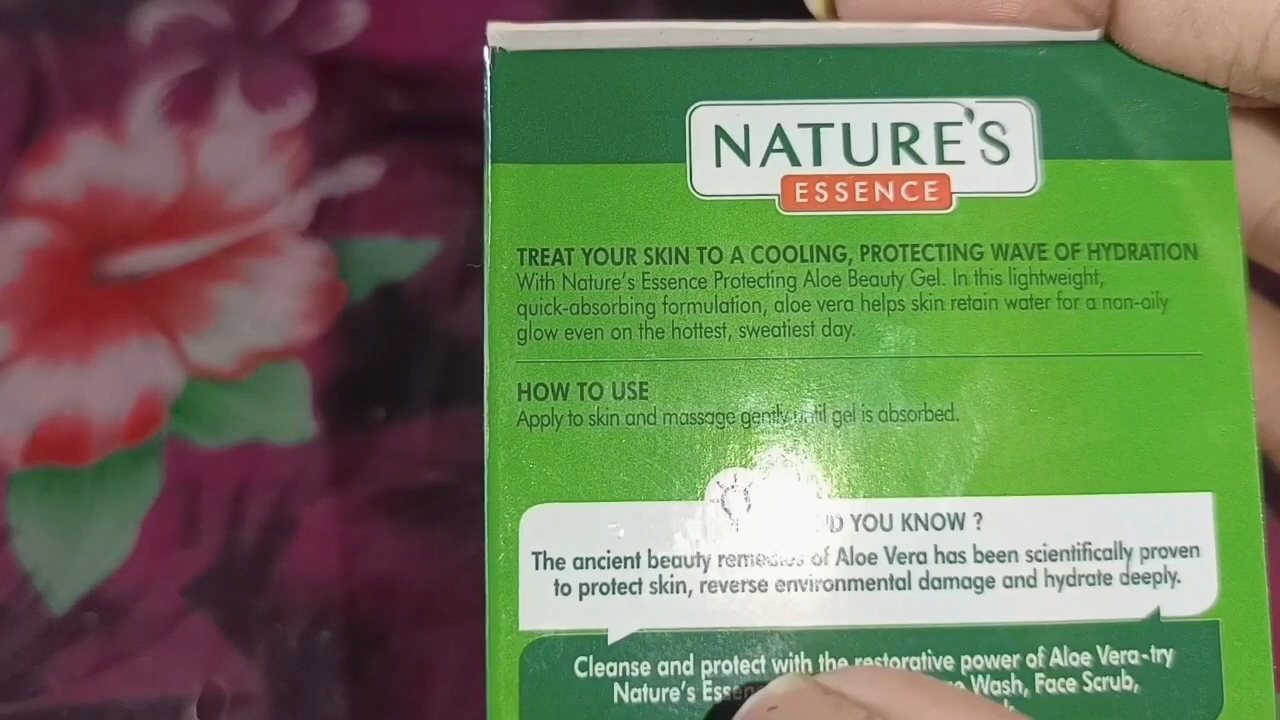 NATURE'S
ESSENCE
TREAT YOUR SKIN TO A COOLING, PROTECTING WAVE OF HYDRATION
With Nature's Essence Protecting Aloe Beauty Gel. In this lightweight,
quick-absorbing formulation, aloe vera helps skin retain water for a non-oily
glow even on the hottest, sweatiest day.
HOW TO USE
Apply to skin and massage gently until gel is absorbed.
YOU KNOW ?
The ancient beauty remedies of Aloe Vera has been scientifically proven
to protect skin, reverse environmental damage and hydrate deeply.
Cleanse and protect with the restorative power of Aloe Vera-try
Nature's Wash, Face Scrub,